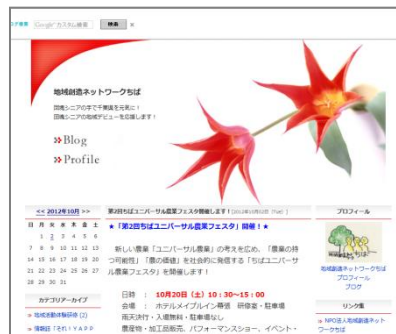 Google カスタム検索
検索
×
地域創造ネットワークちば
団塊シニアの手で千葉県を元気に！
団塊シニアの地域デビューを応援します！
Blog
Profile
<< 2012年10月 >>
日 月 火 水 木 金 土
1 2 3 4 5 6
7 8 9 10 11 12 13
14 15 16 17 18 19 20
21 22 23 24 25 26 27
28 29 30 31
カテゴリアーカイブ
地域活動体験研修 (2)
第2回ちばユニバーサル農業フェスタ開催します！
★「第2回ちばユニバーサル農業フェスタ」開催！★
新しい農業「ユニバーサル農業」の考えを広め、「農業の持
つ可能性」「農の価値」を社会的に発信する「ちばユニバーサ
ル農業フェスタ」を開催します！
日時 ： 10月20日（土）10：30～15：00
会場 ： ホテルメイプルイン幕張 研修室・駐車場
雨天決行・入場無料・駐車場なし
農産物・加工品販売、パフォーマンスショー、イベント・
プロフィール
地域創造ネットワークちば
プロフィール
ブログ
リンク集
NPO法人地域創造ネット
ワークちば